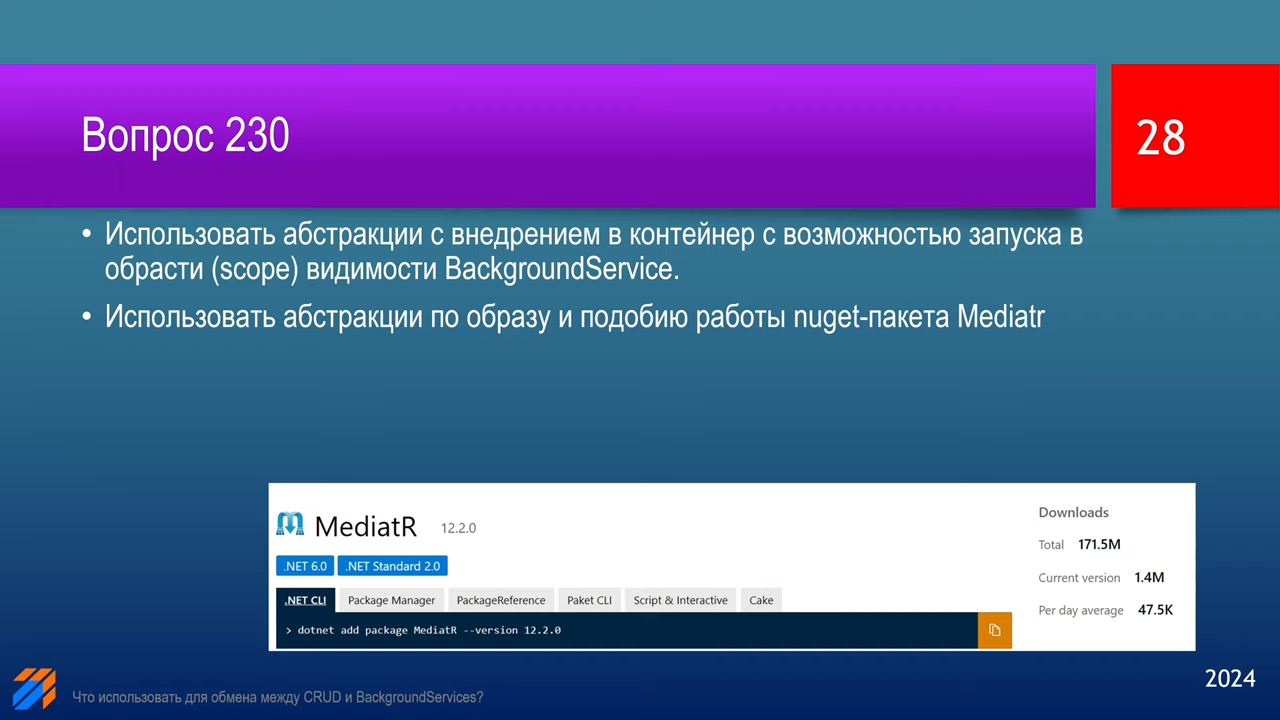 Вопрос 230
28
• Использовать абстракции с внедрением в контейнер с возможностью запуска в
обрасти (scope) видимости BackgroundService.
• Использовать абстракции по образу и подобию работы nuget-пакета Mediatr
MediatR 12.2.0
.NET 6.0 .NET Standard 2.0
.NET CLI Package Manager PackageReference Paket CLI Script & Interactive Cake
> dotnet add package MediatR --version 12.2.0
Downloads
Total 171.5M
Current version 1.4M
Per day average 47.5K
Что использовать для обмена между CRUD и BackgroundServices?
2024